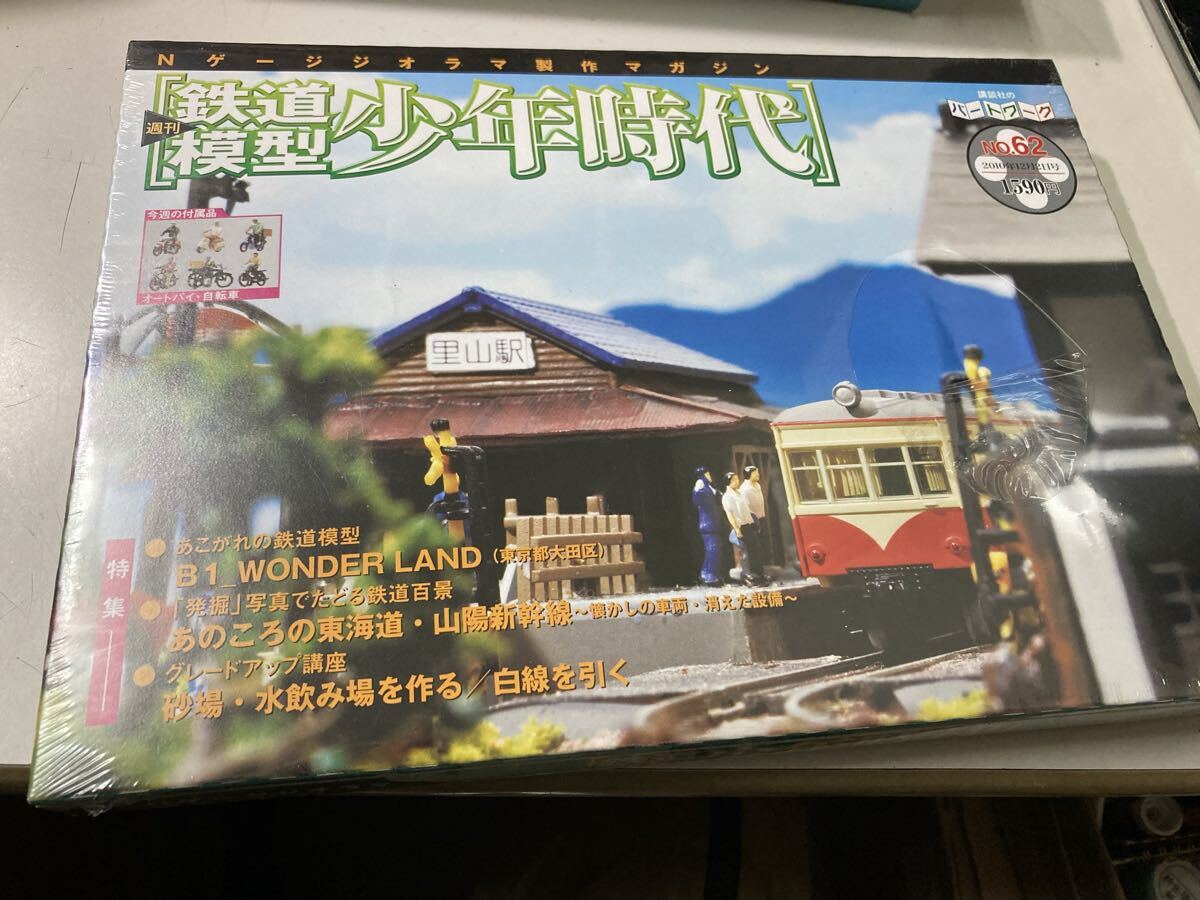 Nゲージジオラマ製作マガジン
週刊
鉄道
模型
少年時代
講談社の
パートワーク
NO.62
2010年12月2日号
1590円
今週の付属品
オートバイ・自転車
里山駅
特集
あこがれの鉄道模型
B1_WONDER LAND（東京都大田区）
「発掘」写真でたどる鉄道百景
あのころの東海道・山陽新幹線～懐かしの車両・消えた設備～
グレードアップ講座
砂場・水飲み場を作る／白線を引く